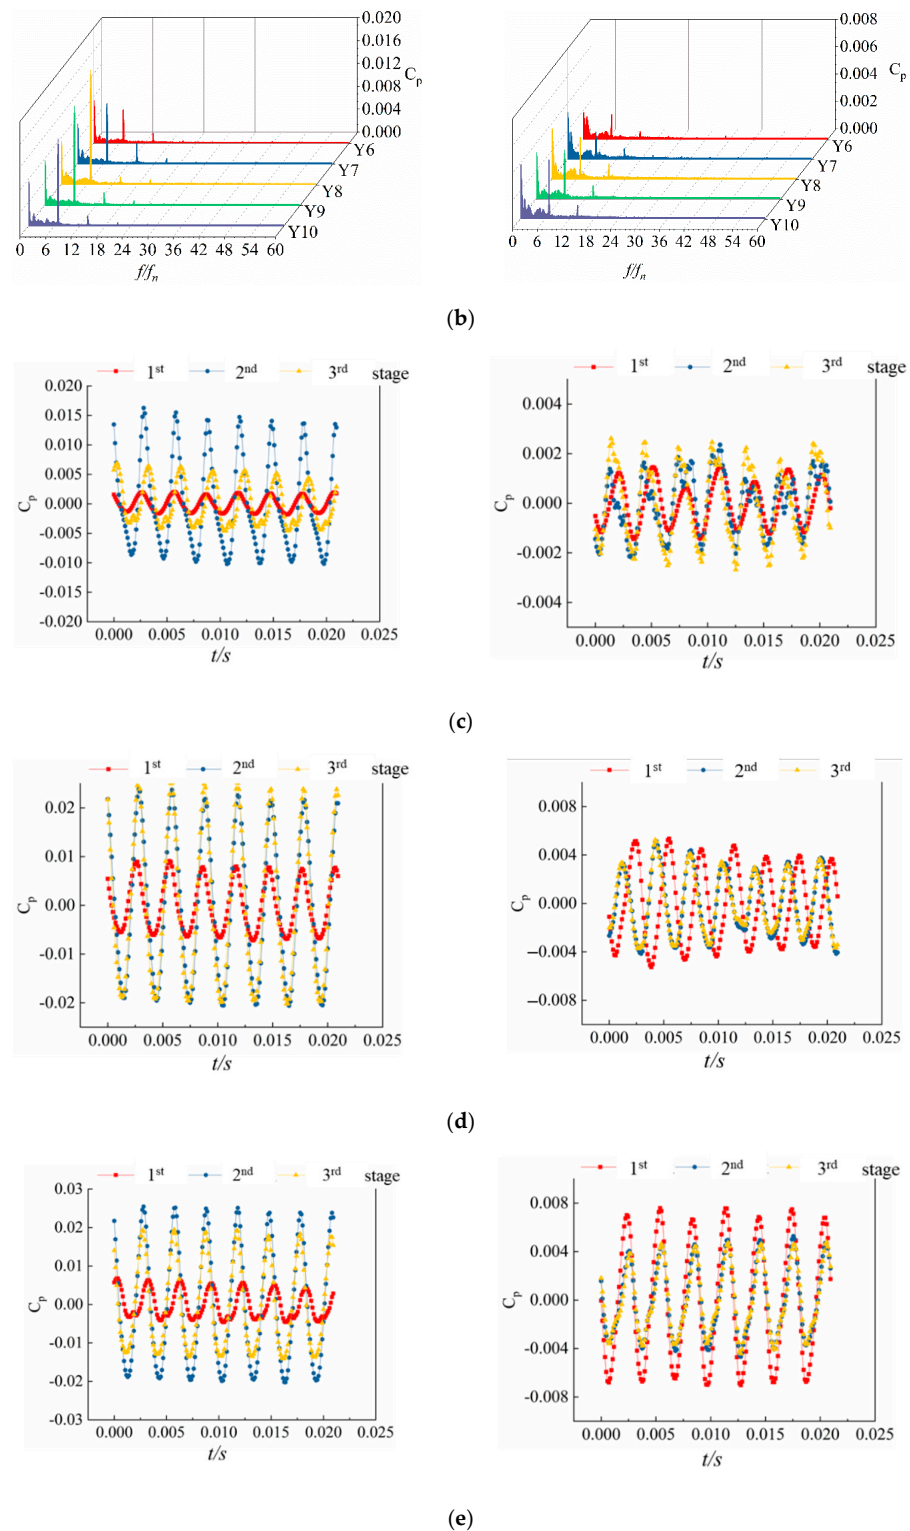 0.020
0.016
0.012
0.008
0.004
0.000
Cp
Y6
Y7
Y8
Y9
Y10
0 6 12 18 24 30 36 42 48 54 60
f/fn
0.008
0.006
0.004
0.002
0.000
Cp
Y6
Y7
Y8
Y9
Y10
0 6 12 18 24 30 36 42 48 54 60
f/fn
(b)
1st 2nd 3rd stage
0.020
0.015
0.010
0.005
0.000
-0.005
-0.010
-0.015
-0.020
Cp
0.000 0.005 0.010 0.015 0.020 0.025
t/s
1st 2nd 3rd stage
0.004
0.002
0.000
-0.002
-0.004
Cp
0.000 0.005 0.010 0.015 0.020 0.025
t/s
(c)
1st 2nd 3rd stage
0.02
0.01
0.00
-0.01
-0.02
Cp
0.000 0.005 0.010 0.015 0.020 0.025
t/s
1st 2nd 3rd
0.008
0.004
0.000
−0.004
−0.008
Cp
0.000 0.005 0.010 0.015 0.020 0.025
t/s
(d)
1st 2nd 3rd stage
0.03
0.02
0.01
0.00
-0.01
-0.02
-0.03
Cp
0.000 0.005 0.010 0.015 0.020 0.025
t/s
1st 2nd 3rd stage
0.008
0.004
0.000
-0.004
-0.008
Cp
0.000 0.005 0.010 0.015 0.020 0.025
t/s
(e)